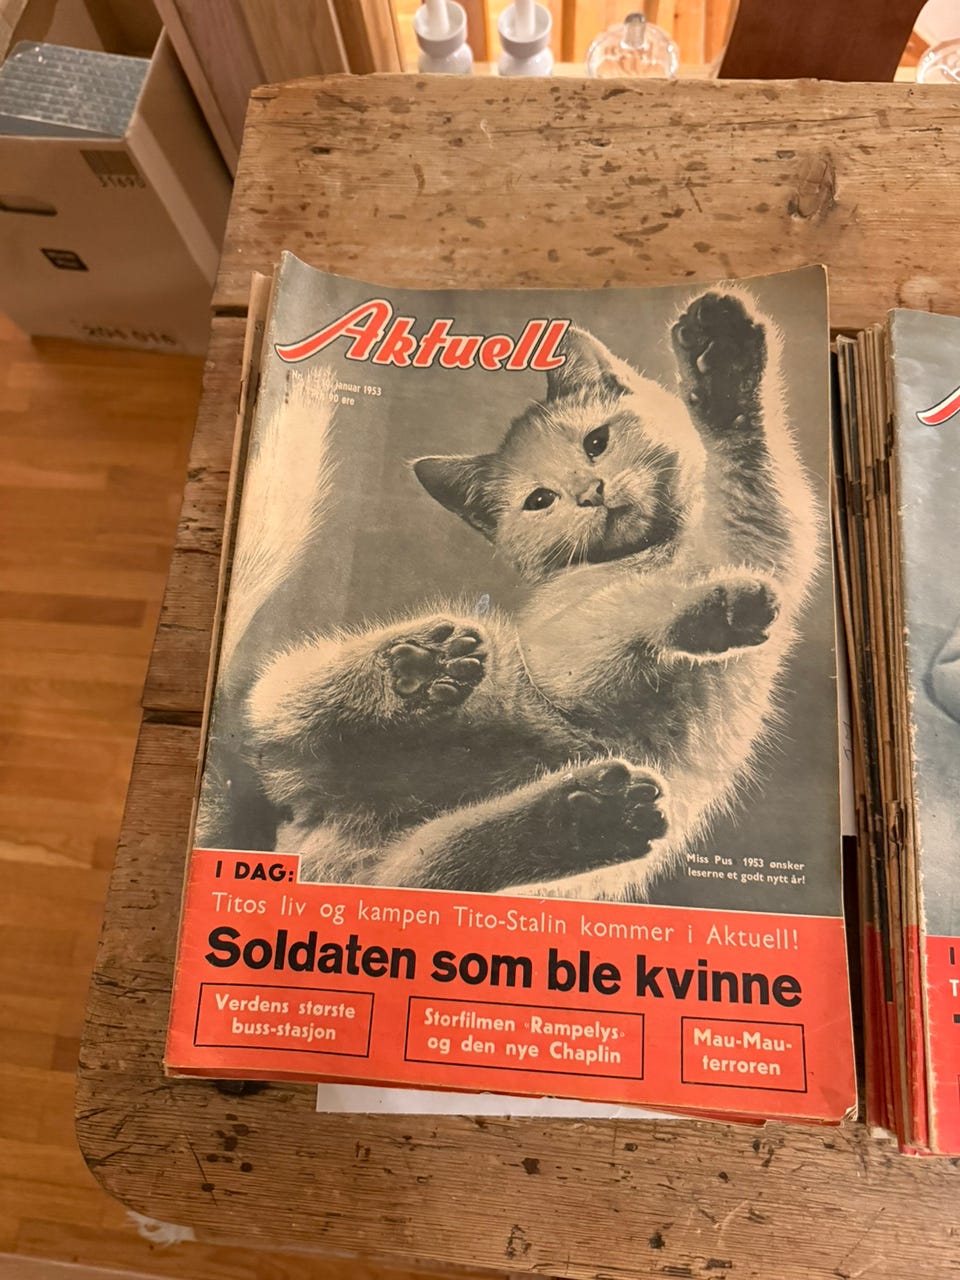 Aktuell
januar 1953
90 øre
Miss Pus 1953 ønsker
leserne et godt nytt år!
I DAG:
Titos liv og kampen Tito-Stalin kommer i Aktuell!
Soldaten som ble kvinne
Verdens største
buss-stasjon
Storfilmen «Rampelys»
og den nye Chaplin
Mau-Mau-
terroren